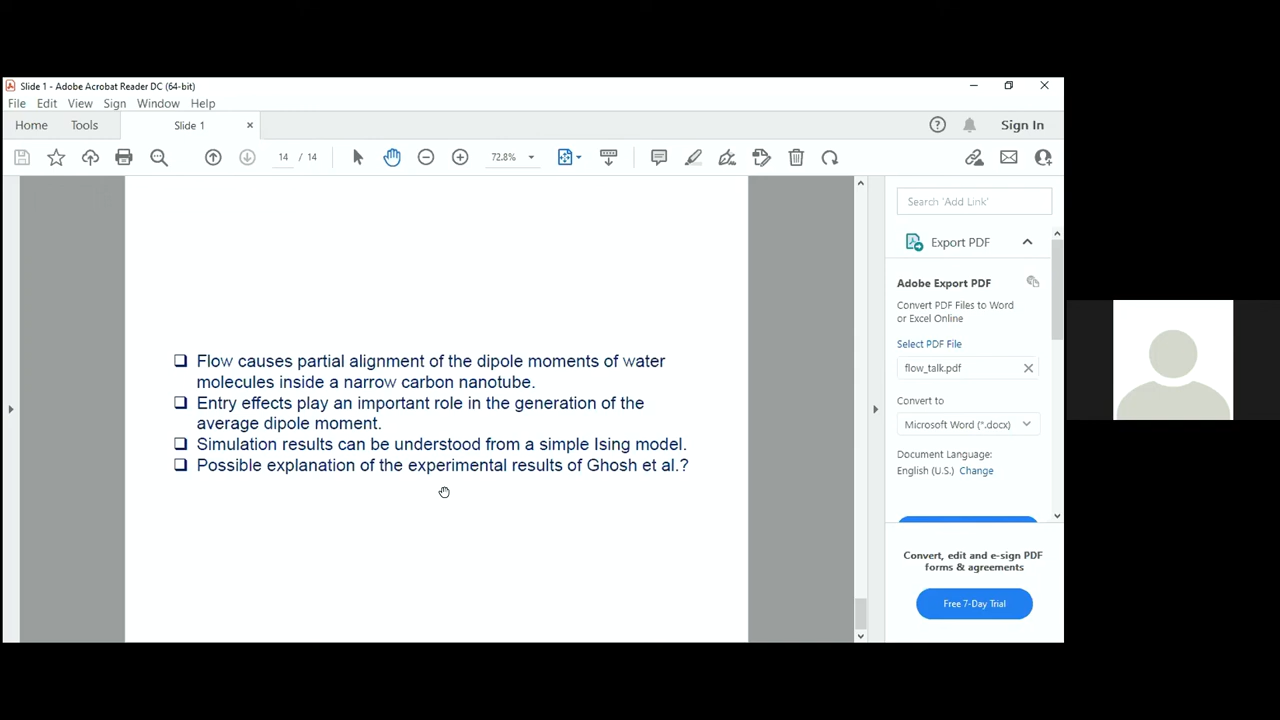 Slide 1 - Adobe Acrobat Reader DC (64-bit)
File Edit View Sign Window Help
Home Tools Slide 1 × Sign In
14 / 14 72.8%
Search 'Add Link'
Export PDF
Adobe Export PDF
Convert PDF Files to Word
or Excel Online
Select PDF File
flow_talk.pdf
Convert to
Microsoft Word (*.docx)
Document Language:
English (U.S.) Change
Convert, edit and e-sign PDF
forms & agreements
Free 7-Day Trial
Flow causes partial alignment of the dipole moments of water
molecules inside a narrow carbon nanotube.
Entry effects play an important role in the generation of the
average dipole moment.
Simulation results can be understood from a simple Ising model.
Possible explanation of the experimental results of Ghosh et al.?